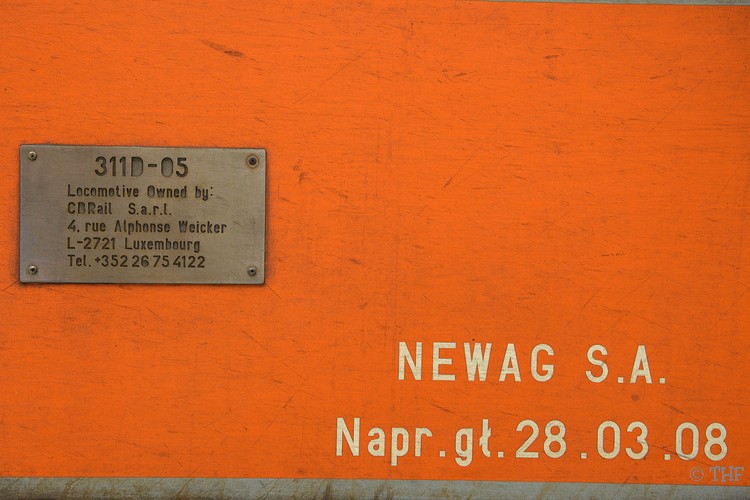 311D-05
Locomotive Owned by:
CBRail S.a.r.l.
4, rue Alphonse Weicker
L-2721 Luxembourg
Tel. +352 26 75 4122
NEWAG S.A.
Napr.gł.28.03.08
© THF